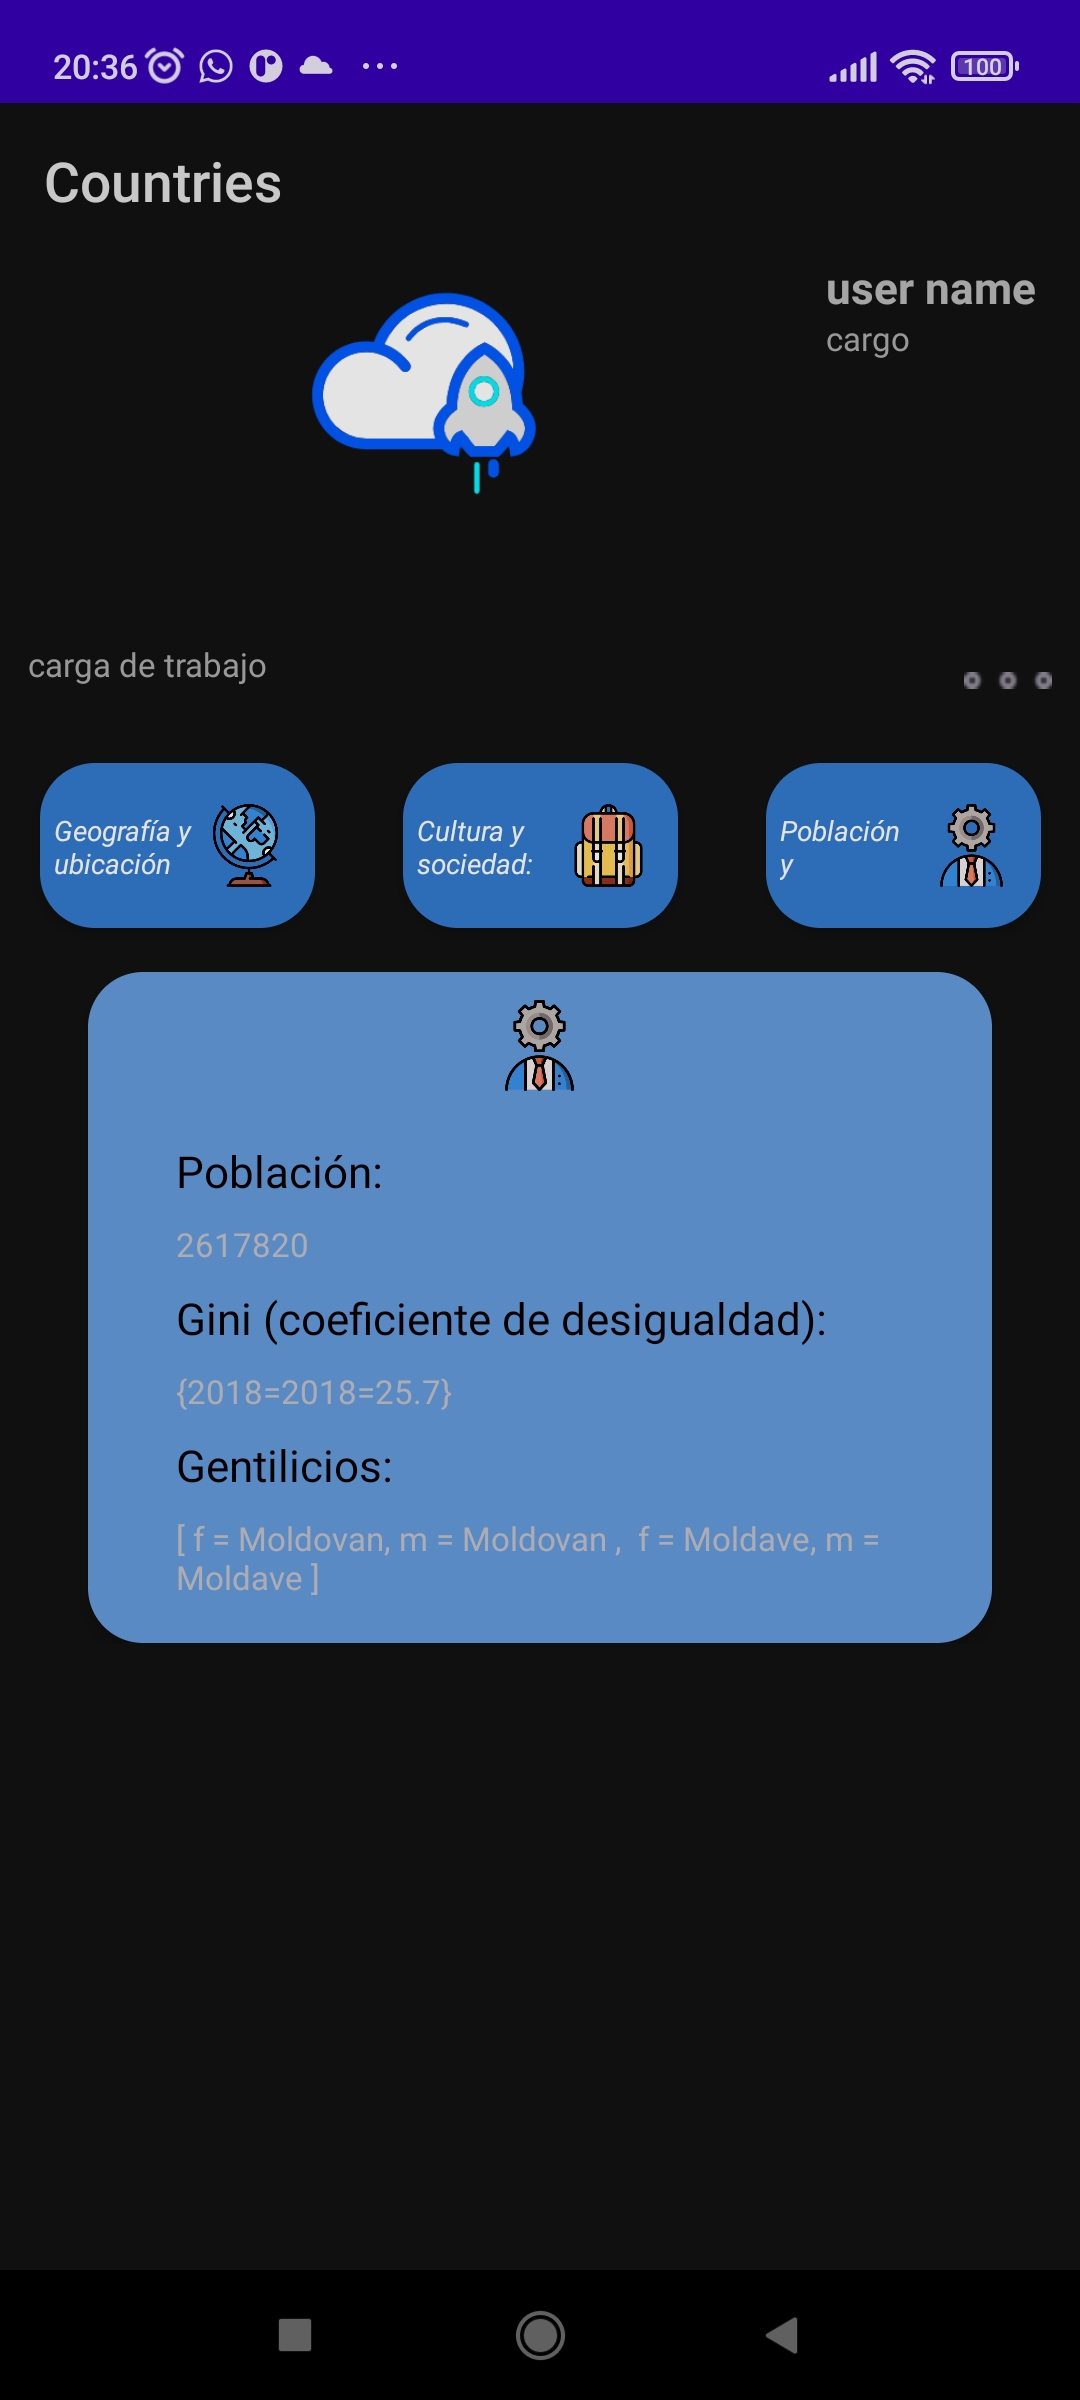 20:36
100
Countries
user name
cargo
carga de trabajo
Geografía y
ubicación
Cultura y
sociedad:
Población
y
Población:
2617820
Gini (coeficiente de desigualdad):
{2018=2018=25.7}
Gentilicios:
[ f = Moldovan, m = Moldovan ,  f = Moldave, m =
Moldave ]